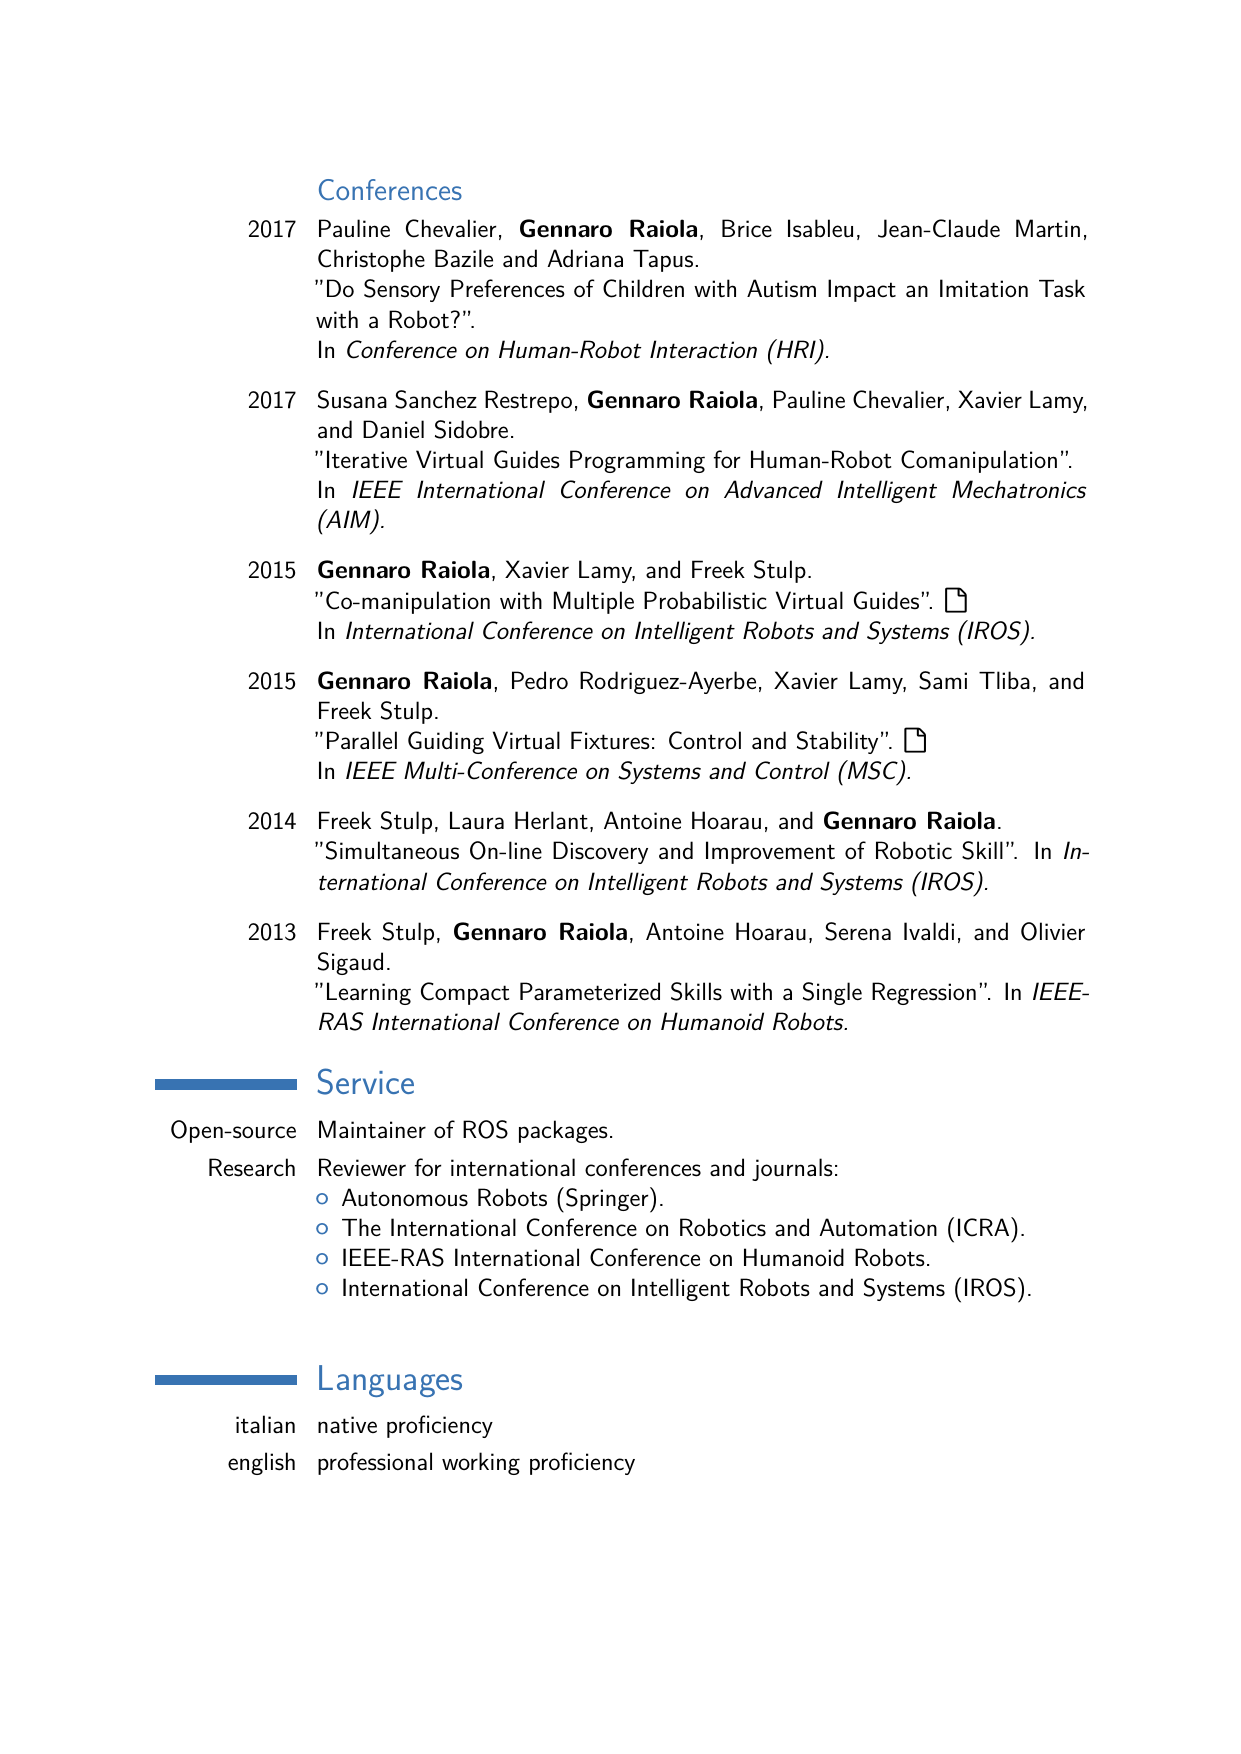 Conferences
2017 Pauline Chevalier, Gennaro Raiola, Brice Isableu, Jean-Claude Martin,
Christophe Bazile and Adriana Tapus.
”Do Sensory Preferences of Children with Autism Impact an Imitation Task
with a Robot?”.
In Conference on Human-Robot Interaction (HRI).
2017 Susana Sanchez Restrepo, Gennaro Raiola, Pauline Chevalier, Xavier Lamy,
and Daniel Sidobre.
”Iterative Virtual Guides Programming for Human-Robot Comanipulation”.
In IEEE International Conference on Advanced Intelligent Mechatronics
(AIM).
2015 Gennaro Raiola, Xavier Lamy, and Freek Stulp.
”Co-manipulation with Multiple Probabilistic Virtual Guides”.
In International Conference on Intelligent Robots and Systems (IROS).
2015 Gennaro Raiola, Pedro Rodriguez-Ayerbe, Xavier Lamy, Sami Tliba, and
Freek Stulp.
”Parallel Guiding Virtual Fixtures: Control and Stability”.
In IEEE Multi-Conference on Systems and Control (MSC).
2014 Freek Stulp, Laura Herlant, Antoine Hoarau, and Gennaro Raiola.
”Simultaneous On-line Discovery and Improvement of Robotic Skill”. In In-
ternational Conference on Intelligent Robots and Systems (IROS).
2013 Freek Stulp, Gennaro Raiola, Antoine Hoarau, Serena Ivaldi, and Olivier
Sigaud.
”Learning Compact Parameterized Skills with a Single Regression”. In IEEE-
RAS International Conference on Humanoid Robots.
Service
Open-source Maintainer of ROS packages.
Research Reviewer for international conferences and journals:
Autonomous Robots (Springer).
The International Conference on Robotics and Automation (ICRA).
IEEE-RAS International Conference on Humanoid Robots.
International Conference on Intelligent Robots and Systems (IROS).
Languages
italian native proficiency
english professional working proficiency